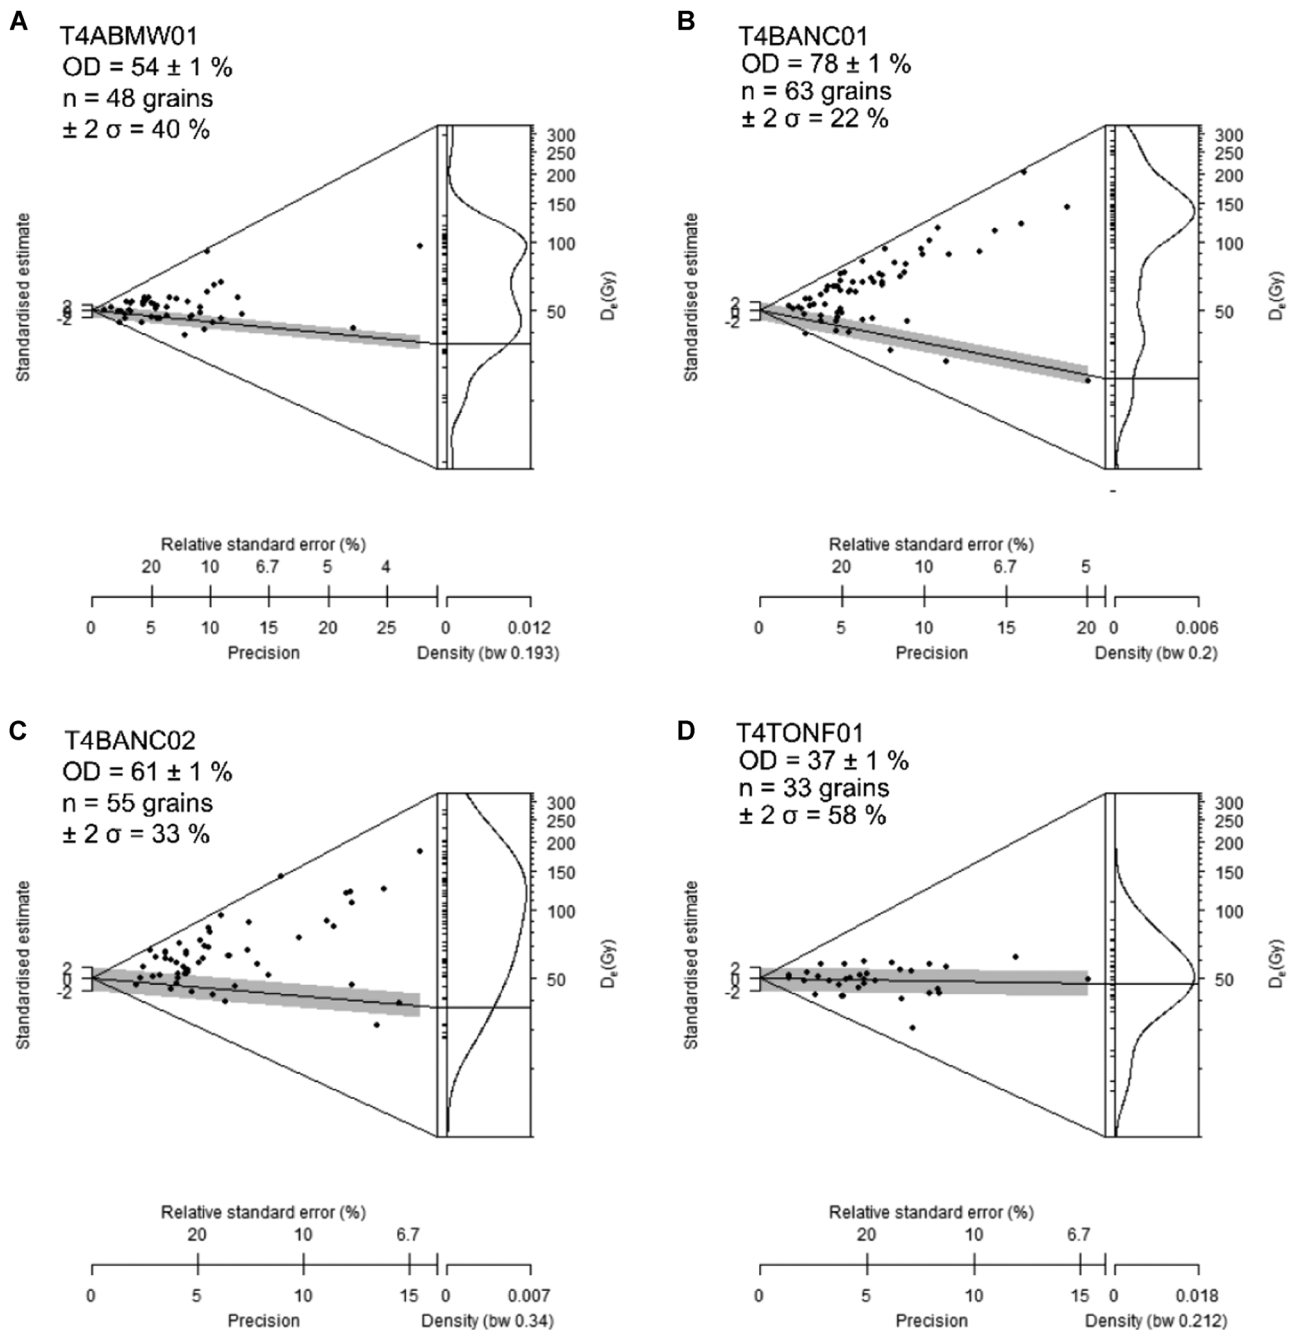 A
T4ABMW01
OD = 54 ± 1 %
n = 48 grains
± 2 σ = 40 %
Standardised estimate
2
-2
300
250
200
150
100
50
De(Gy)
Relative standard error (%)
20 10 6.7 5 4
0 5 10 15 20 25 0 0.012
Precision Density (bw 0.193)
B
T4BANC01
OD = 78 ± 1 %
n = 63 grains
± 2 σ = 22 %
Standardised estimate
2
0
-2
300
250
200
150
100
50
De(Gy)
Relative standard error (%)
20 10 6.7 5
0 5 10 15 20 0 0.006
Precision Density (bw 0.2)
C
T4BANC02
OD = 61 ± 1 %
n = 55 grains
± 2 σ = 33 %
Standardised estimate
2
0
-2
300
250
200
150
100
50
De(Gy)
Relative standard error (%)
20 10 6.7
0 5 10 15 0 0.007
Precision Density (bw 0.34)
D
T4TONF01
OD = 37 ± 1 %
n = 33 grains
± 2 σ = 58 %
Standardised estimate
2
0
-2
300
250
200
150
100
50
De(Gy)
Relative standard error (%)
20 10 6.7
0 5 10 15 0 0.018
Precision Density (bw 0.212)